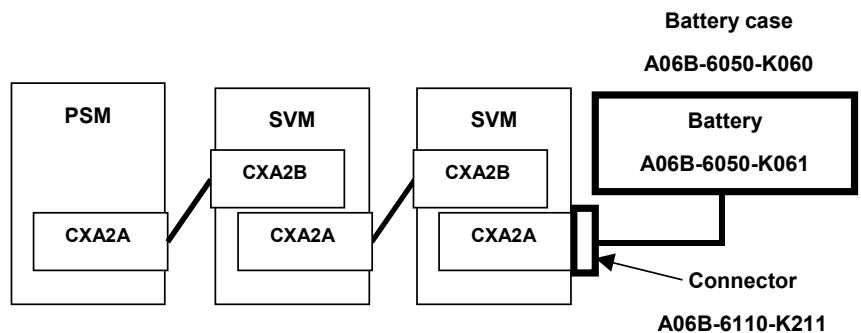 Battery case
A06B-6050-K060
PSM
SVM
SVM
Battery
A06B-6050-K061
CXA2B
CXA2B
CXA2A
CXA2A
CXA2A
Connector
A06B-6110-K211